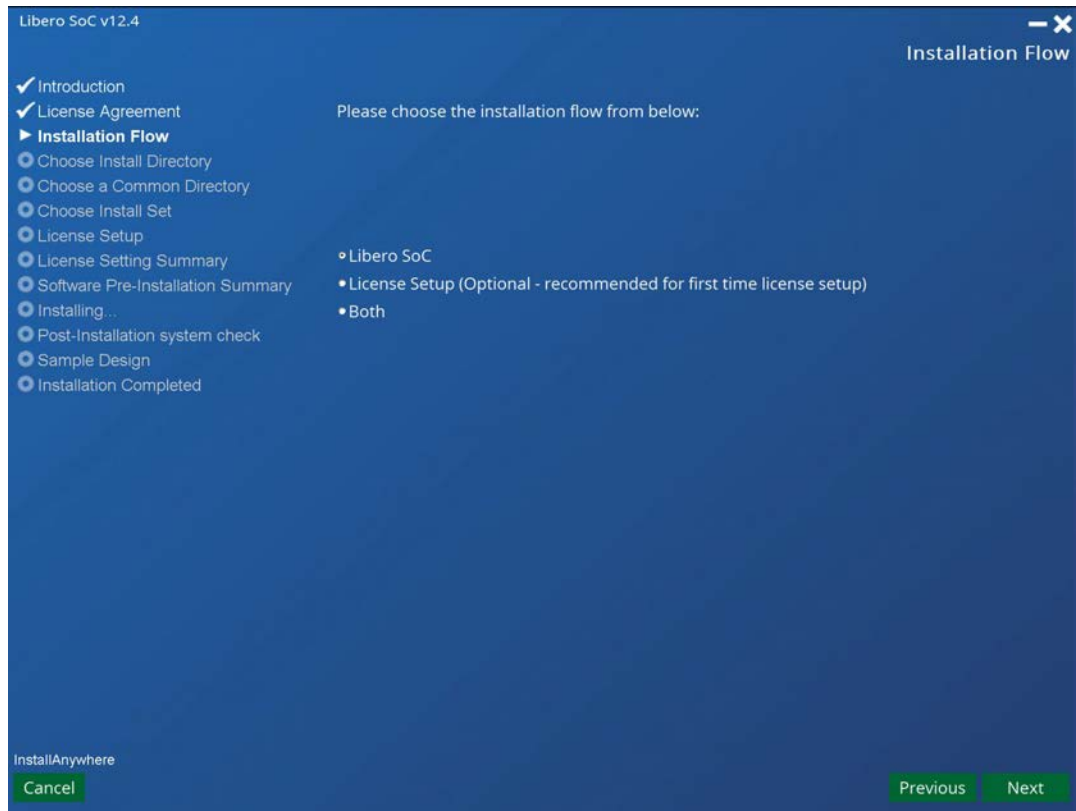 Libero SoC v12.4
Installation Flow
Introduction
License Agreement
Installation Flow
Choose Install Directory
Choose a Common Directory
Choose Install Set
License Setup
License Setting Summary
Software Pre-Installation Summary
Installing...
Post-Installation system check
Sample Design
Installation Completed
Please choose the installation flow from below:
Libero SoC
License Setup (Optional - recommended for first time license setup)
Both
InstallAnywhere
Cancel
Previous
Next